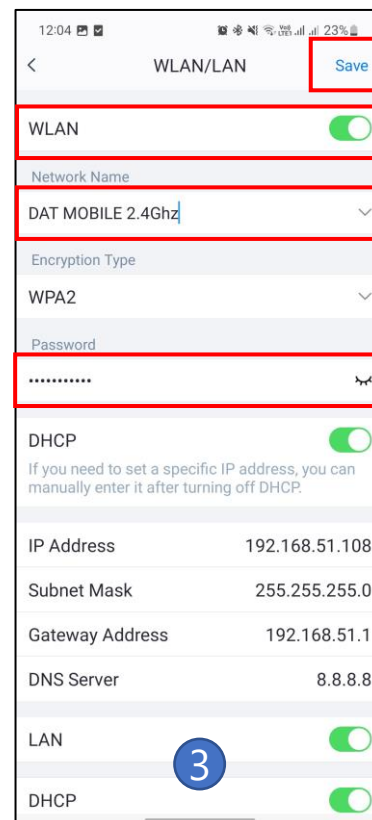 12:04 23%
WLAN/LAN Save
WLAN
Network Name
DAT MOBILE 2.4Ghz
Encryption Type
WPA2
Password
•••••••••••
DHCP
If you need to set a specific IP address, you can
manually enter it after turning off DHCP.
IP Address 192.168.51.108
Subnet Mask 255.255.255.0
Gateway Address 192.168.51.1
DNS Server 8.8.8.8
LAN
3
DHCP